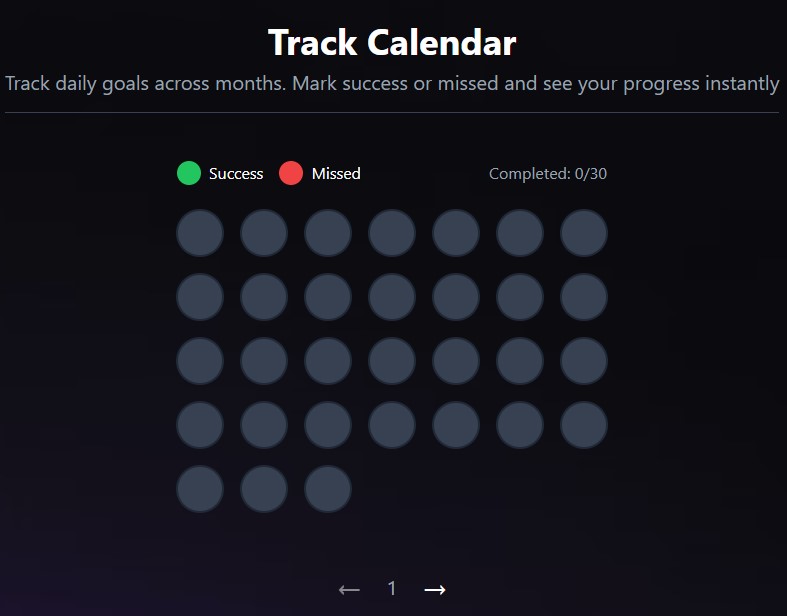 Track Calendar
Track daily goals across months. Mark success or missed and see your progress instantly
Success Missed Completed: 0/30
← 1 →